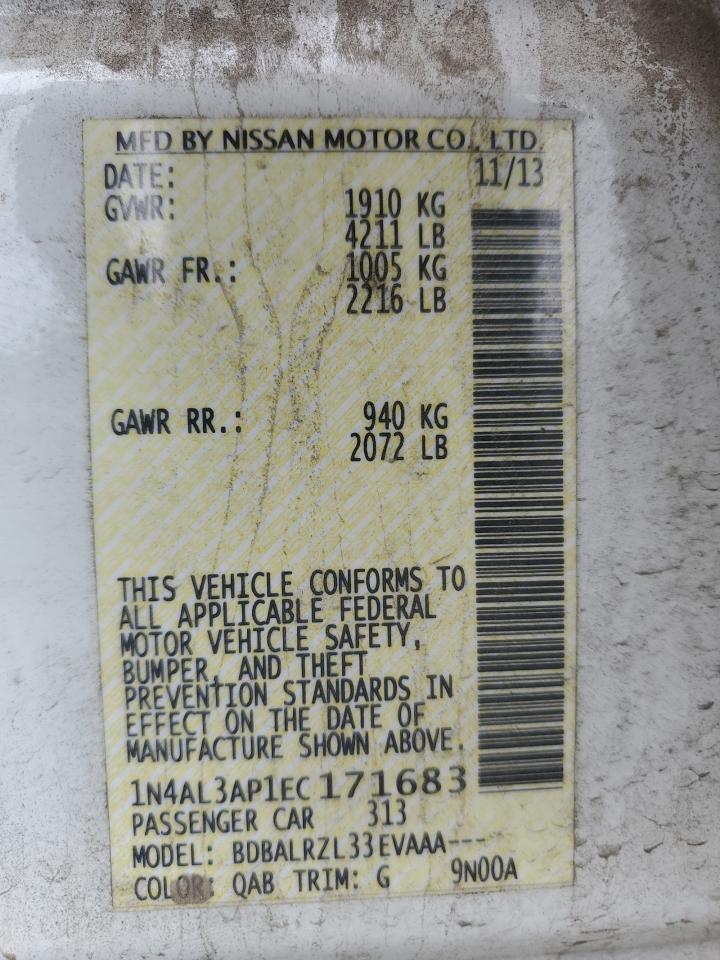 MFD BY NISSAN MOTOR CO., LTD.
DATE: 11/13
GVWR: 1910 KG
4211 LB
GAWR FR.: 1005 KG
2216 LB
GAWR RR.: 940 KG
2072 LB
THIS VEHICLE CONFORMS TO
ALL APPLICABLE FEDERAL
MOTOR VEHICLE SAFETY,
BUMPER, AND THEFT
PREVENTION STANDARDS IN
EFFECT ON THE DATE OF
MANUFACTURE SHOWN ABOVE.
1N4AL3AP1EC171683
PASSENGER CAR 313
MODEL: BDBALRZL33EVAAA---
COLOR: QAB TRIM: G 9N00A